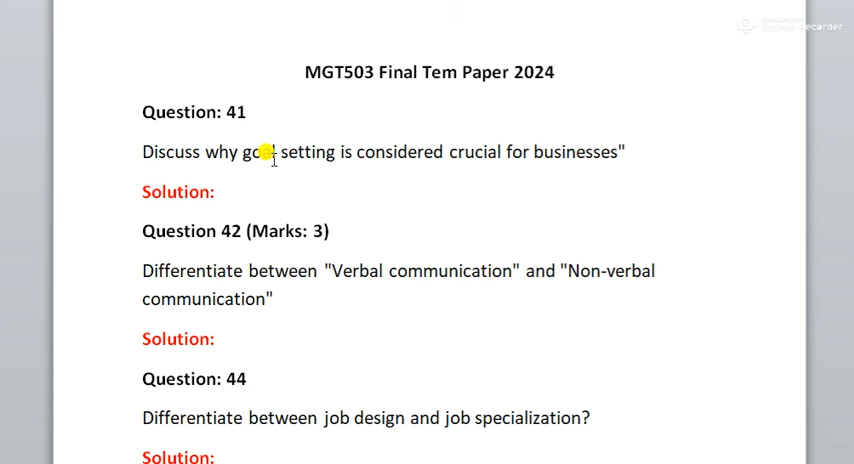 Screen Recorder
MGT503 Final Tem Paper 2024
Question: 41
Discuss why goal setting is considered crucial for businesses"
Solution:
Question 42 (Marks: 3)
Differentiate between "Verbal communication" and "Non-verbal
communication"
Solution:
Question: 44
Differentiate between job design and job specialization?
Solution: